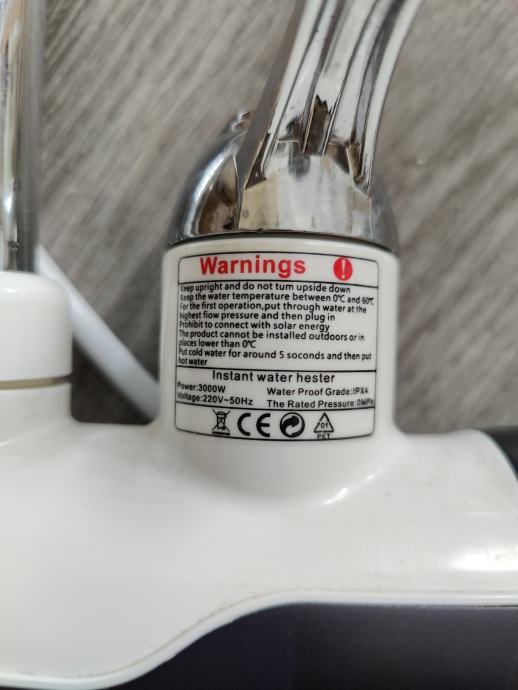 Warnings !
Keep upright and do not turn upside down
Keep the water temperature between 0℃ and 60℃
For the first operation,put through water at the
highest flow pressure and then plug in
Prohibit to connect with solar energy
The product cannot be installed outdoors or in
places lower than 0℃
Put cold water for around 5 soconds and then put
hot water
Instant water hester
Power:3000W Water Proof Grade:IPX4
Voltage:220V~50Hz The Rated Pressure:0MPa
CE 01
PET